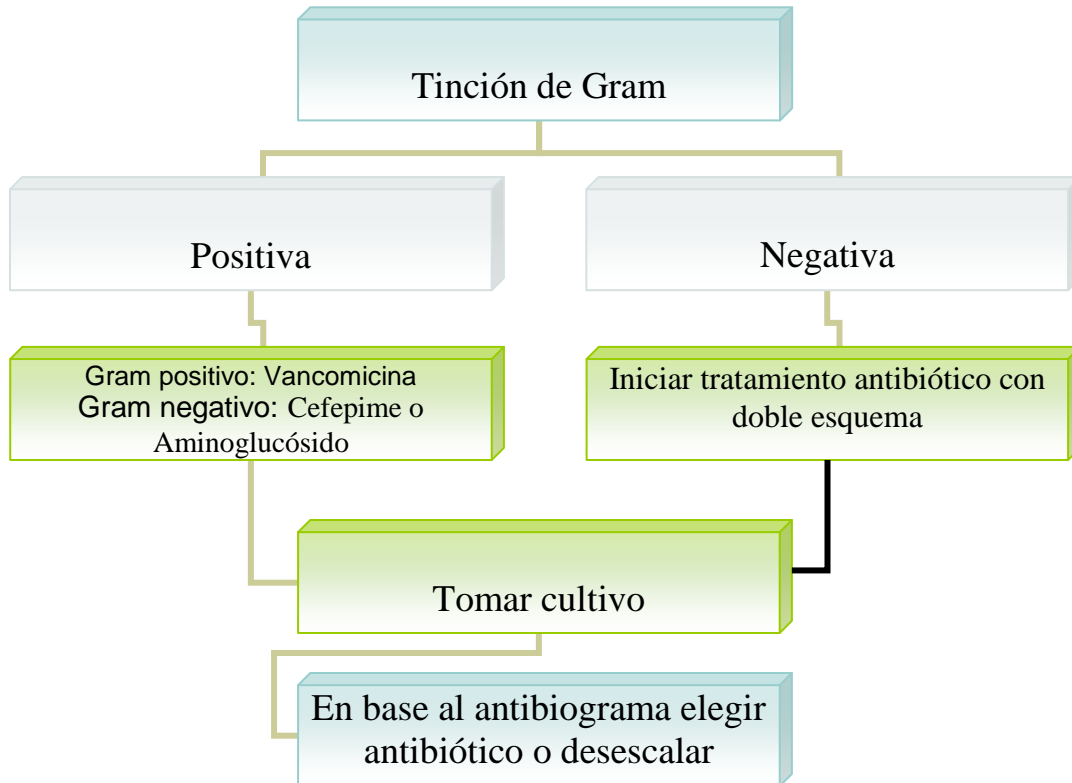 Tinción de Gram
Positiva
Negativa
Gram positivo: Vancomicina
Gram negativo: Cefepime o
Aminoglucósido
Iniciar tratamiento antibiótico con
doble esquema
Tomar cultivo
En base al antibiograma elegir
antibiótico o desescalar